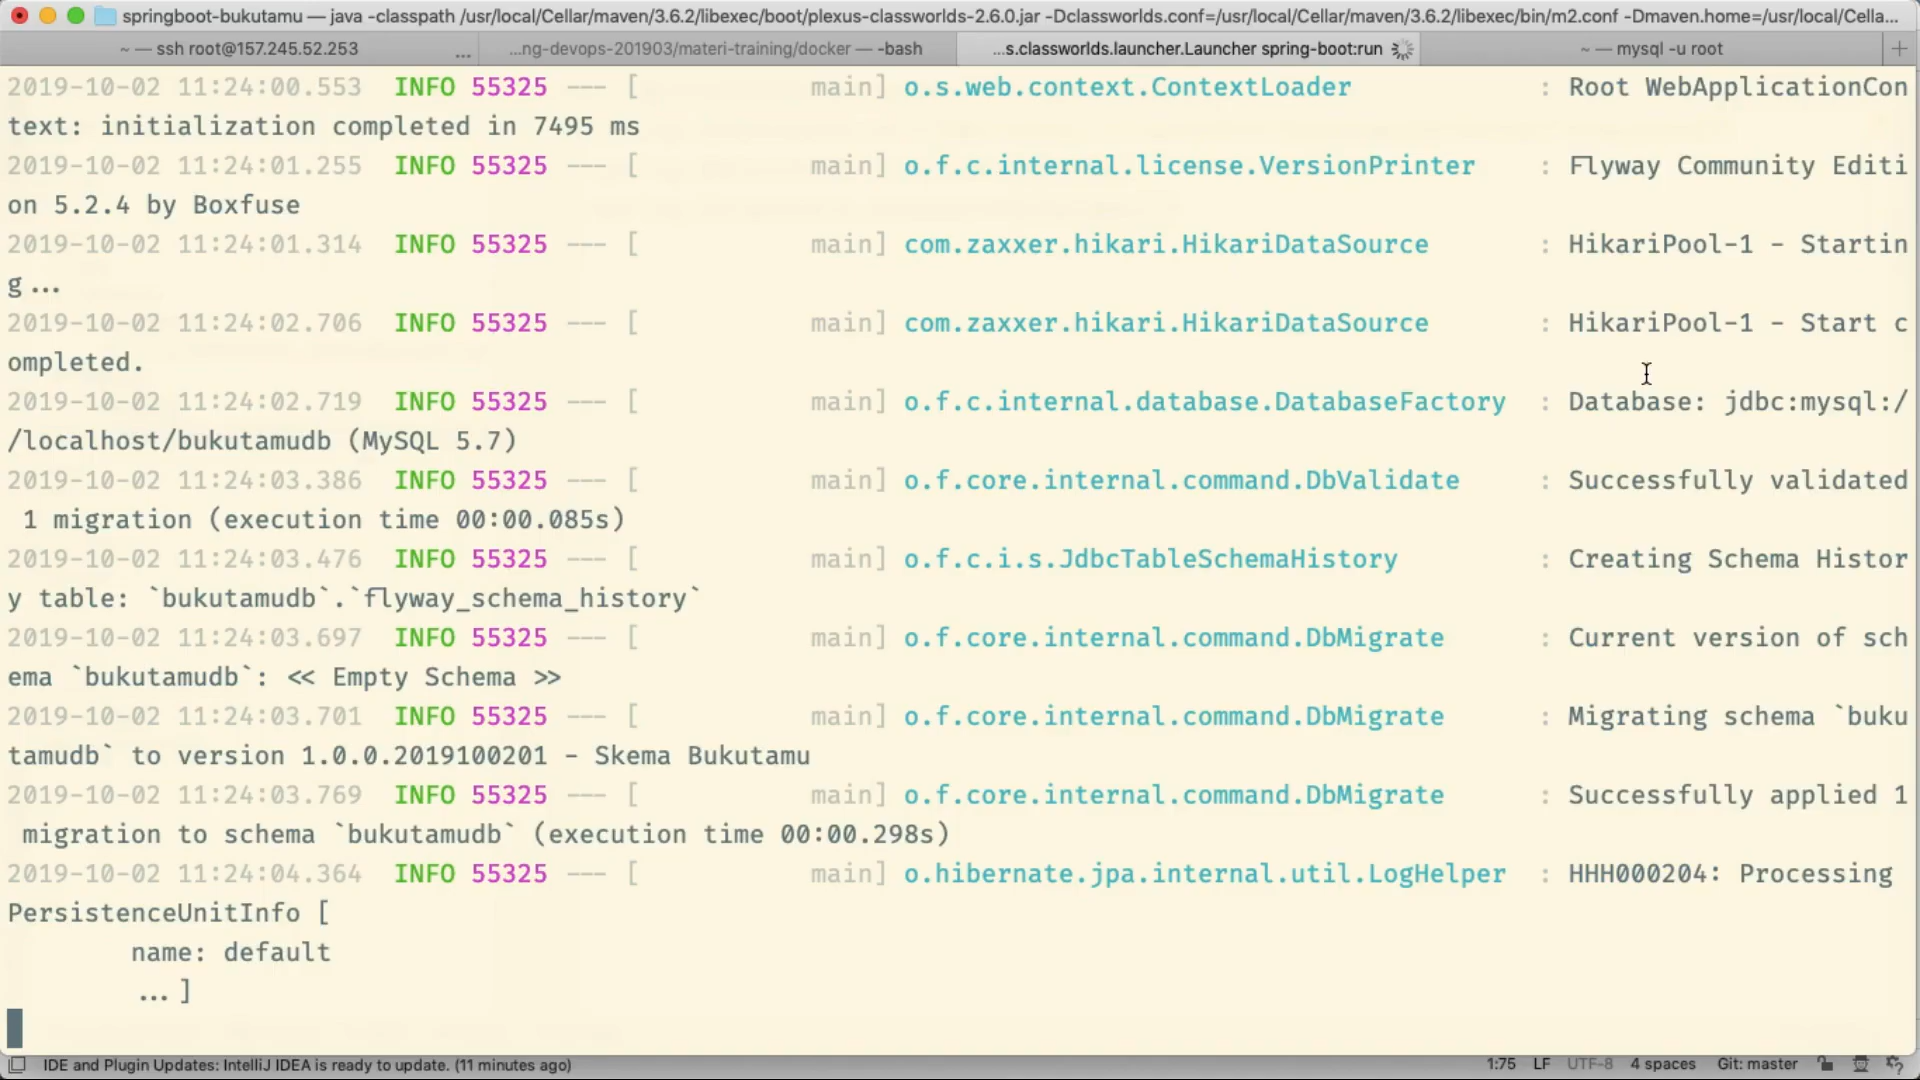 springboot-bukutamu — java -classpath /usr/local/Cellar/maven/3.6.2/libexec/boot/plexus-classworlds-2.6.0.jar -Dclassworlds.conf=/usr/local/Cellar/maven/3.6.2/libexec/bin/m2.conf -Dmaven.home=/usr/local/Cella...
~ — ssh root@157.245.52.253 ... ...ng-devops-201903/materi-training/docker — -bash ...s.classworlds.launcher.Launcher spring-boot:run ~ — mysql -u root +
2019-10-02 11:24:00.553  INFO 55325 --- [           main] o.s.web.context.ContextLoader            : Root WebApplicationCon
text: initialization completed in 7495 ms
2019-10-02 11:24:01.255  INFO 55325 --- [           main] o.f.c.internal.license.VersionPrinter    : Flyway Community Editi
on 5.2.4 by Boxfuse
2019-10-02 11:24:01.314  INFO 55325 --- [           main] com.zaxxer.hikari.HikariDataSource       : HikariPool-1 - Startin
g...
2019-10-02 11:24:02.706  INFO 55325 --- [           main] com.zaxxer.hikari.HikariDataSource       : HikariPool-1 - Start c
ompleted.
2019-10-02 11:24:02.719  INFO 55325 --- [           main] o.f.c.internal.database.DatabaseFactory  : Database: jdbc:mysql:/
/localhost/bukutamudb (MySQL 5.7)
2019-10-02 11:24:03.386  INFO 55325 --- [           main] o.f.core.internal.command.DbValidate     : Successfully validated
 1 migration (execution time 00:00.085s)
2019-10-02 11:24:03.476  INFO 55325 --- [           main] o.f.c.i.s.JdbcTableSchemaHistory         : Creating Schema Histor
y table: `bukutamudb`.`flyway_schema_history`
2019-10-02 11:24:03.697  INFO 55325 --- [           main] o.f.core.internal.command.DbMigrate      : Current version of sch
ema `bukutamudb`: << Empty Schema >>
2019-10-02 11:24:03.701  INFO 55325 --- [           main] o.f.core.internal.command.DbMigrate      : Migrating schema `buku
tamudb` to version 1.0.0.2019100201 - Skema Bukutamu
2019-10-02 11:24:03.769  INFO 55325 --- [           main] o.f.core.internal.command.DbMigrate      : Successfully applied 1
 migration to schema `bukutamudb` (execution time 00:00.298s)
2019-10-02 11:24:04.364  INFO 55325 --- [           main] o.hibernate.jpa.internal.util.LogHelper  : HHH000204: Processing
PersistenceUnitInfo [
        name: default
        ...]
IDE and Plugin Updates: IntelliJ IDEA is ready to update. (11 minutes ago) 1:75 LF UTF-8 4 spaces Git: master